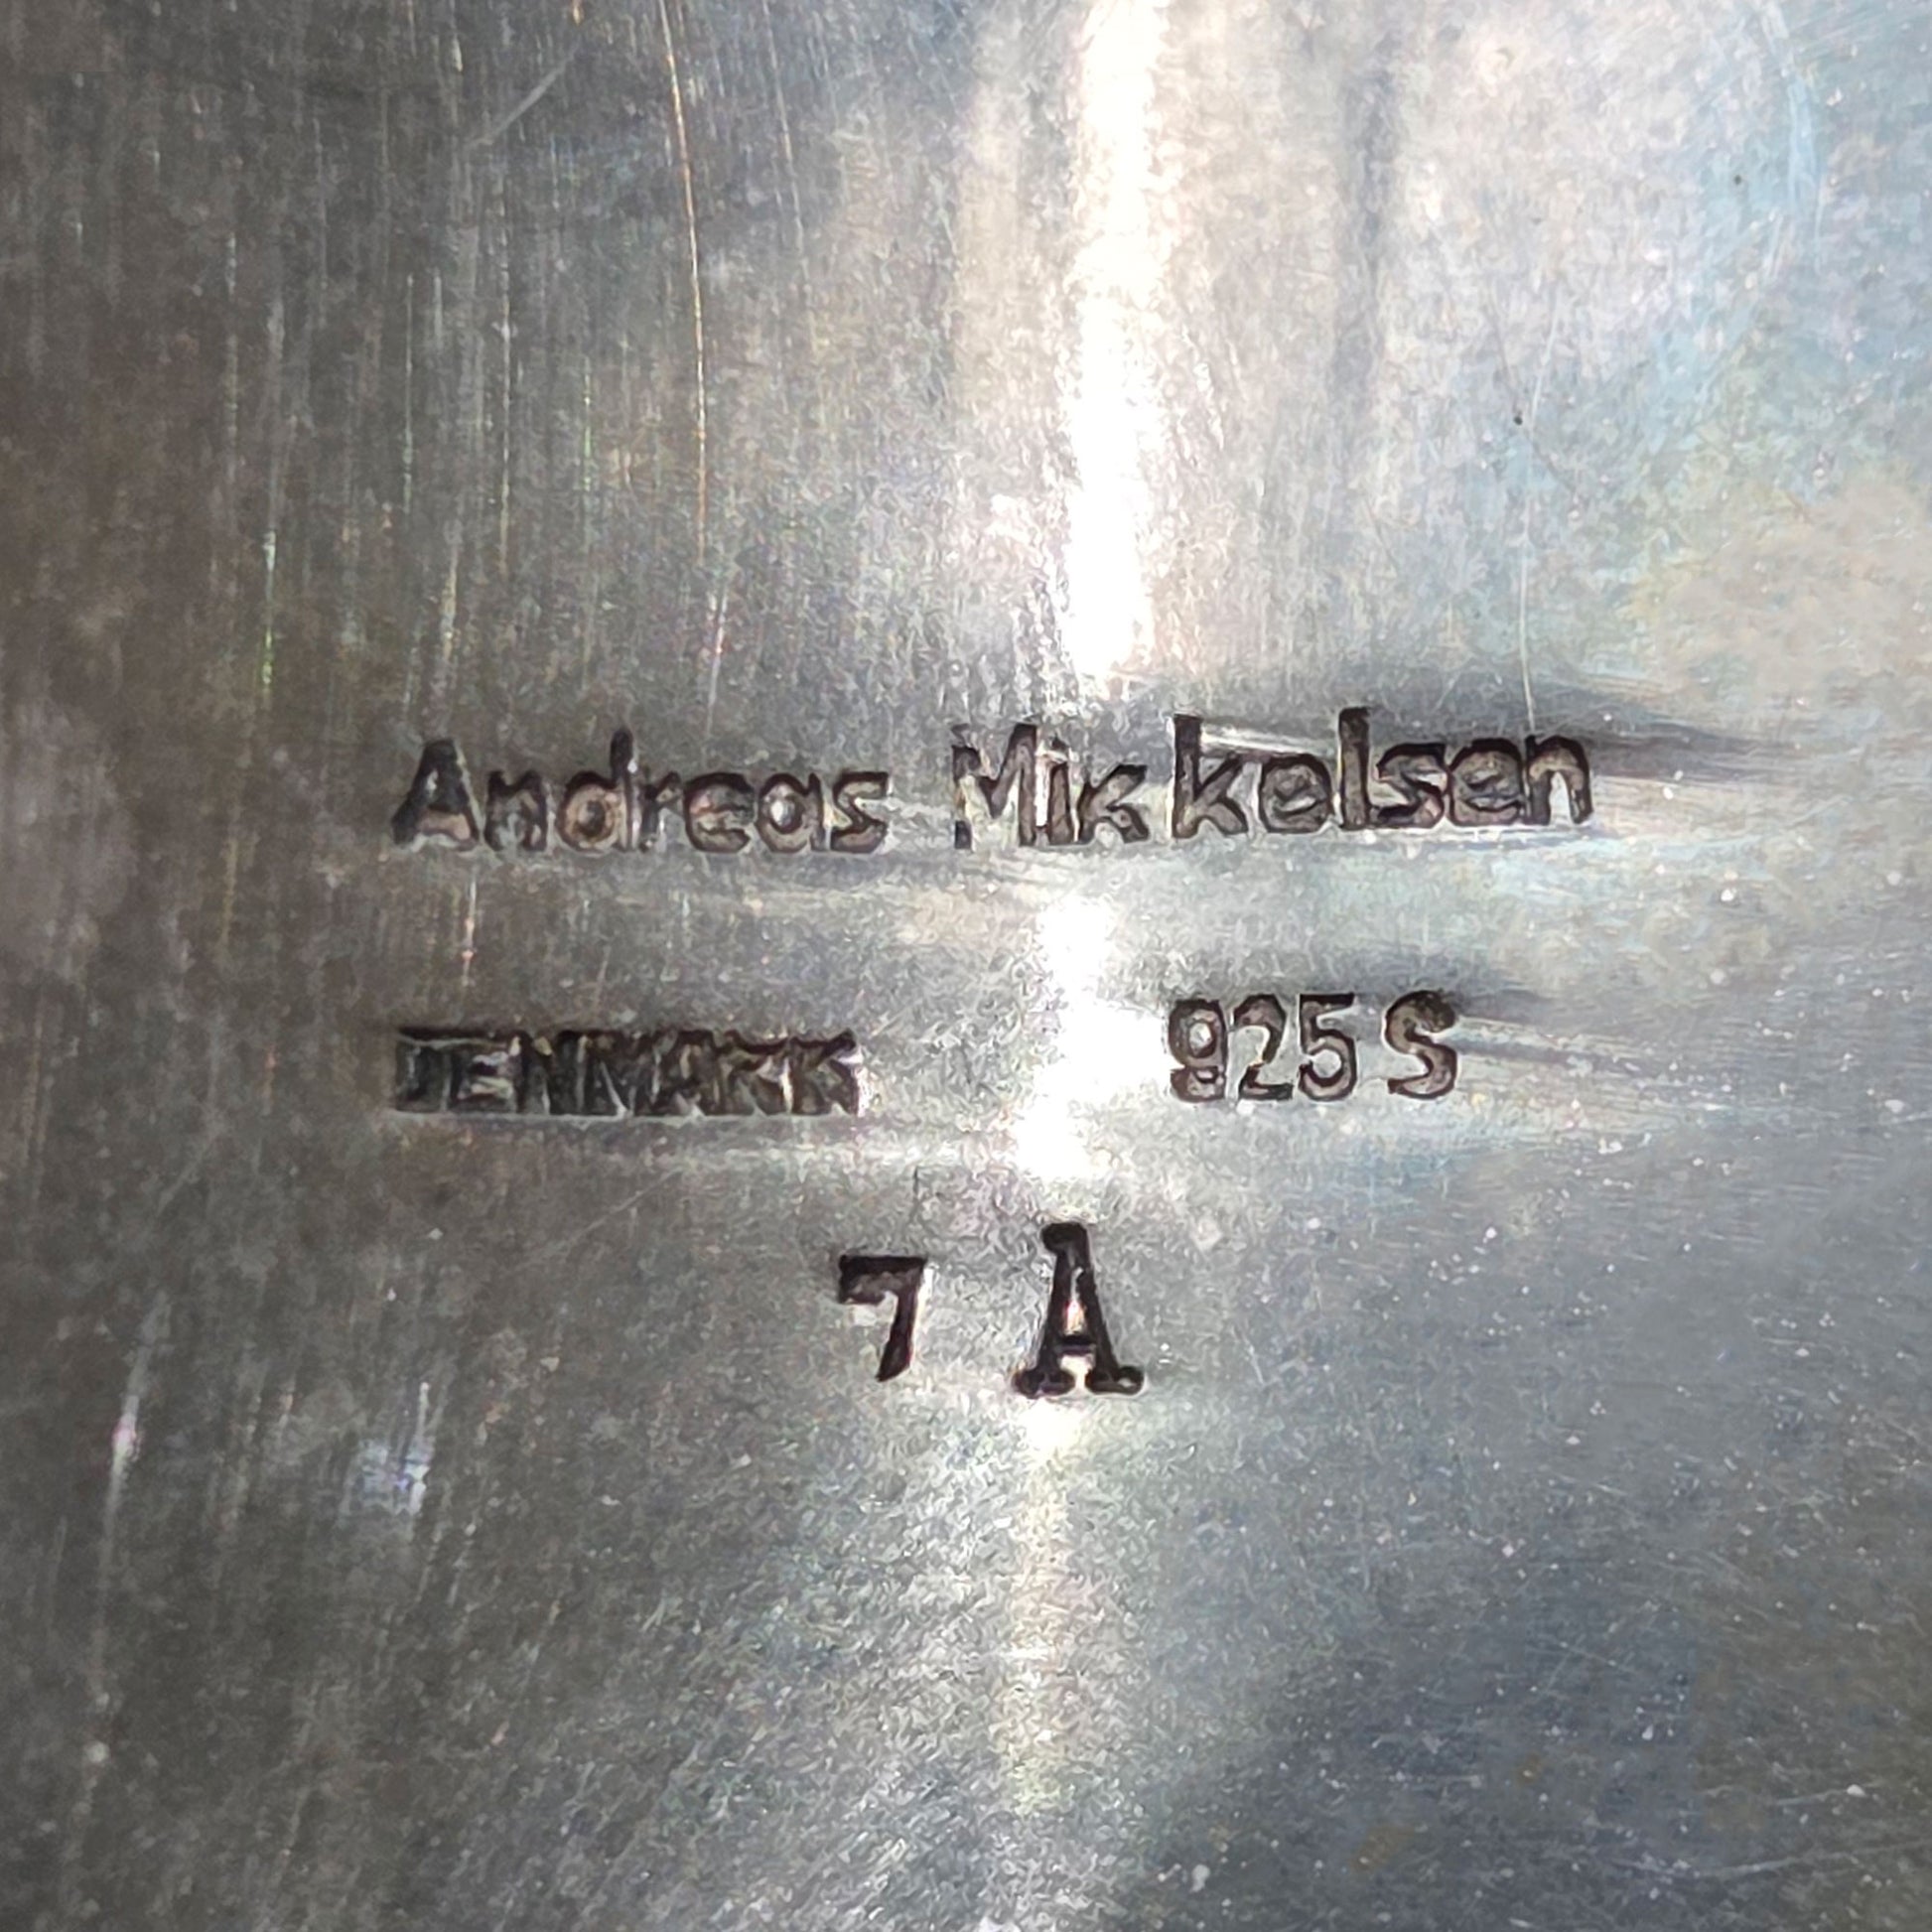 Andreas Mikkelsen
DENMARK 925 S
7 A